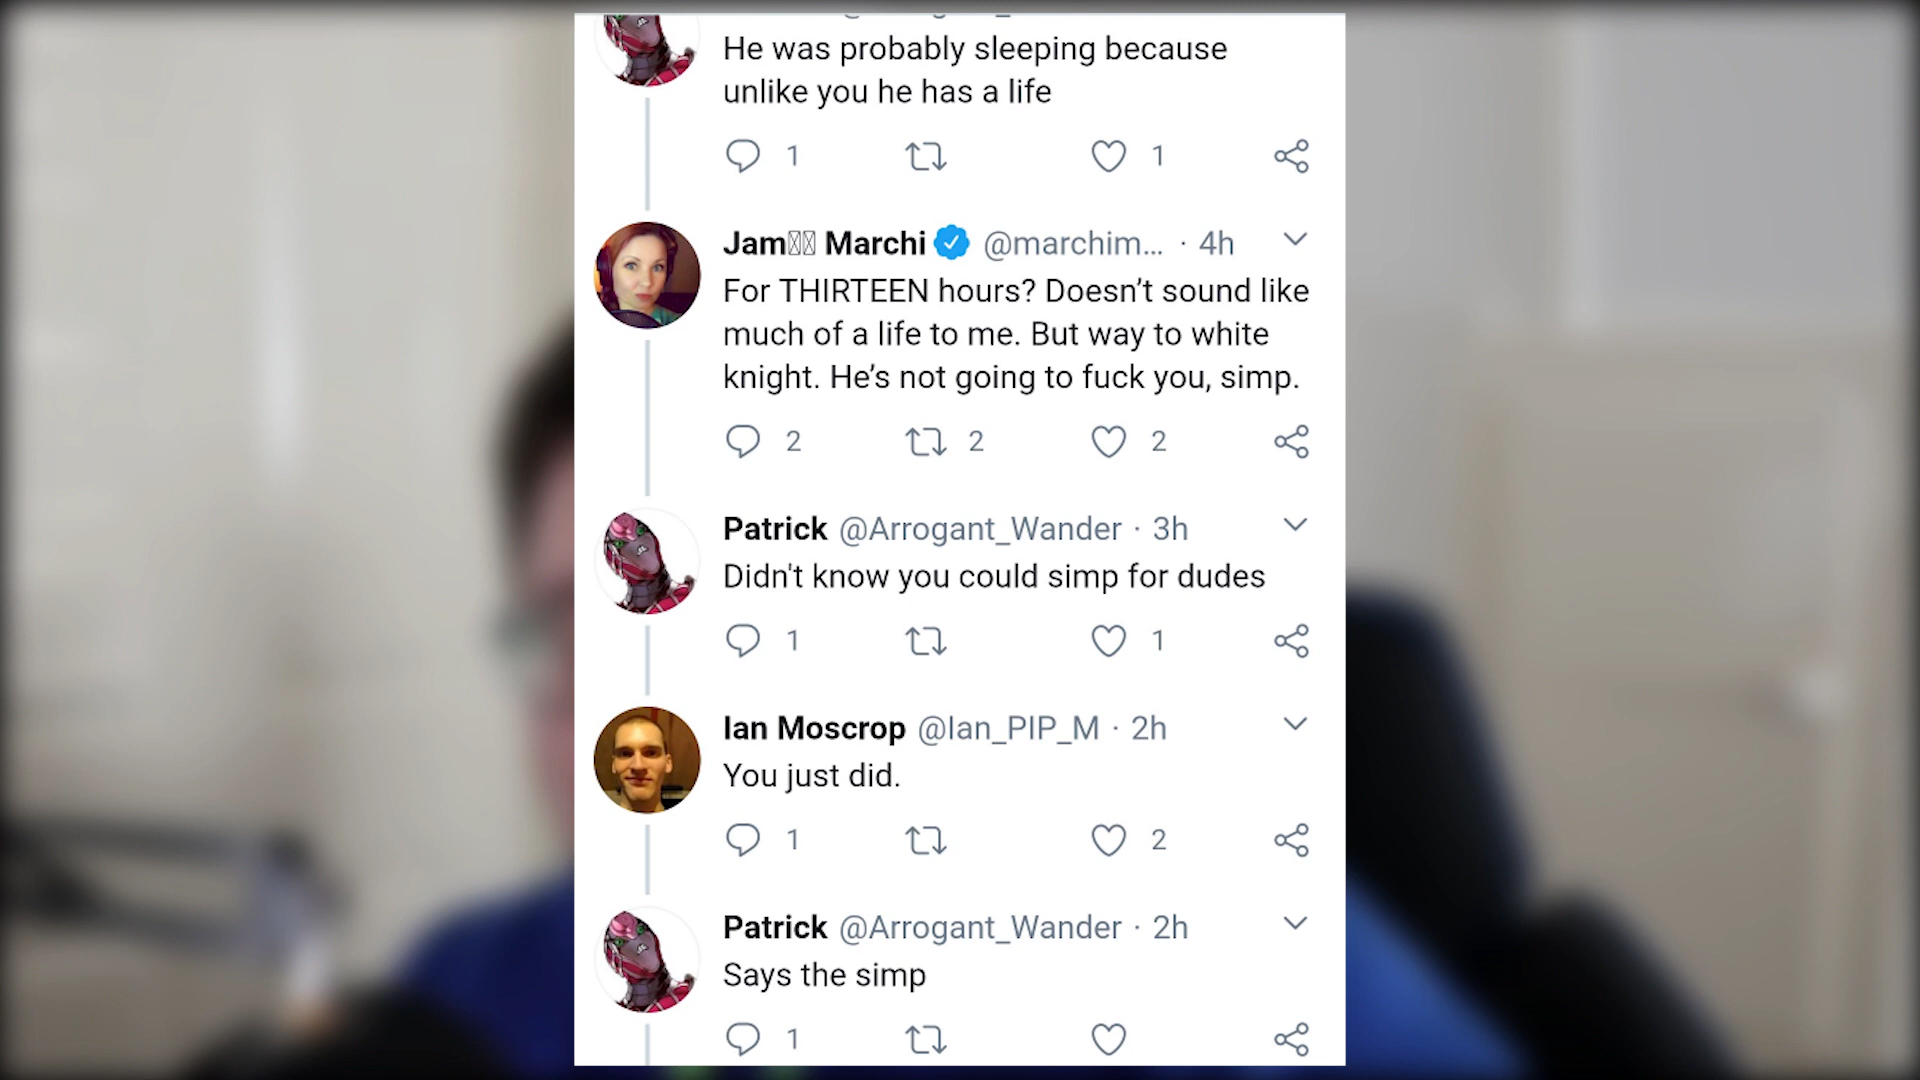 He was probably sleeping because
unlike you he has a life
1
1
Jam Marchi @marchim... · 4h
For THIRTEEN hours? Doesn’t sound like
much of a life to me. But way to white
knight. He’s not going to fuck you, simp.
2
2
2
Patrick @Arrogant_Wander · 3h
Didn't know you could simp for dudes
1
1
Ian Moscrop @Ian_PIP_M · 2h
You just did.
1
2
Patrick @Arrogant_Wander · 2h
Says the simp
1